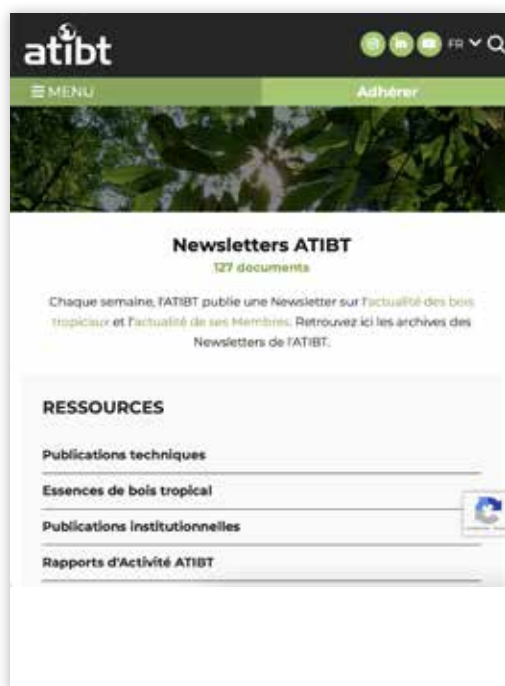 atibt
FR
MENU
Adhérer
Newsletters ATIBT
127 documents
Chaque semaine, l'ATIBT publie une Newsletter sur l'actualité des bois
tropicaux et l'actualité de ses Membres. Retrouvez ici les archives des
Newsletters de l'ATIBT.
RESSOURCES
Publications techniques
Essences de bois tropical
Publications institutionnelles
Rapports d'Activité ATIBT